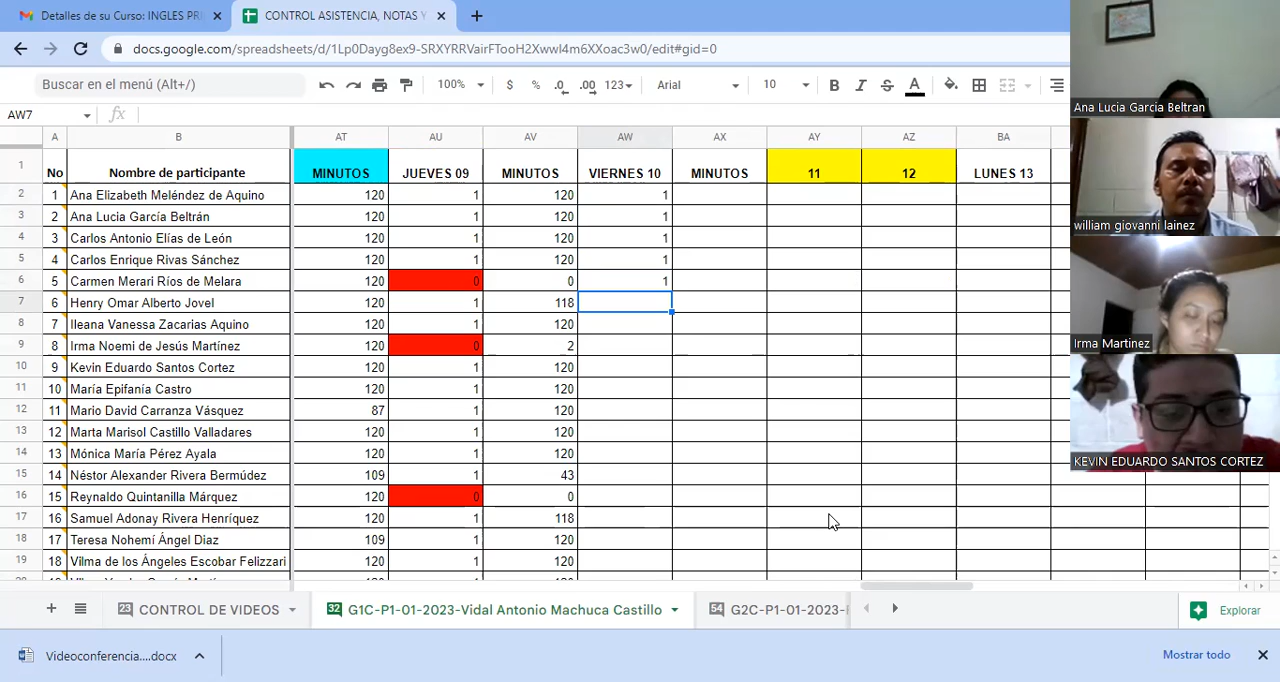 Detalles de su Curso: INGLES PRI × CONTROL ASISTENCIA, NOTAS Y × +
docs.google.com/spreadsheets/d/1Lp0Dayg8ex9-SRXYRRVairFTooH2XwwI4m6XXoac3w0/edit#gid=0
Buscar en el menú (Alt+/) 100% $ % .0 .00 123 Arial 10 B I S A
AW7 fx
A B AT AU AV AW AX AY AZ BA
1 No Nombre de participante MINUTOS JUEVES 09 MINUTOS VIERNES 10 MINUTOS 11 12 LUNES 13
2 1 Ana Elizabeth Meléndez de Aquino 120 1 120 1
3 2 Ana Lucia García Beltrán 120 1 120 1
4 3 Carlos Antonio Elías de León 120 1 120 1
5 4 Carlos Enrique Rivas Sánchez 120 1 120 1
6 5 Carmen Merari Ríos de Melara 120 0 0 1
7 6 Henry Omar Alberto Jovel 120 1 118
8 7 Ileana Vanessa Zacarias Aquino 120 1 120
9 8 Irma Noemi de Jesús Martínez 120 0 2
10 9 Kevin Eduardo Santos Cortez 120 1 120
11 10 María Epifanía Castro 120 1 120
12 11 Mario David Carranza Vásquez 87 1 120
13 12 Marta Marisol Castillo Valladares 120 1 120
14 13 Mónica María Pérez Ayala 120 1 120
15 14 Néstor Alexander Rivera Bermúdez 1 43
16 15 Reynaldo Quintanilla Márquez 120 0 0
17 16 Samuel Adonay Rivera Henríquez 120 1 118
18 17 Teresa Nohemí Ángel Diaz 109 1 120
19 18 Vilma de los Ángeles Escobar Felizzari 120 1 120
+ 23 CONTROL DE VIDEOS 32 G1C-P1-01-2023-Vidal Antonio Machuca Castillo 54 G2C-P1-01-2023- Explorar
Videoconferencia....docx Mostrar todo
Ana Lucia Garcia Beltran
william giovanni lainez
Irma Martinez
KEVIN EDUARDO SANTOS CORTEZ